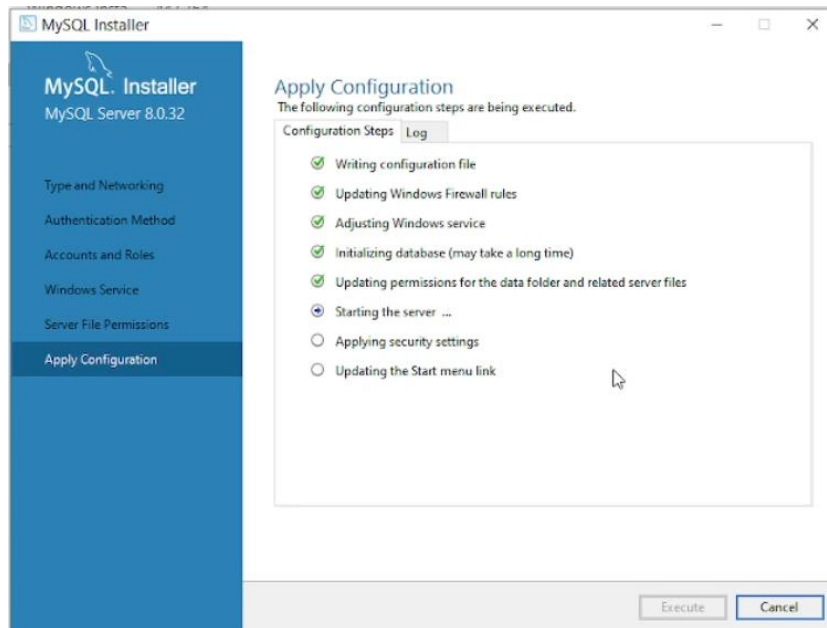 MySQL Installer
MySQL. Installer
MySQL Server 8.0.32
Type and Networking
Authentication Method
Accounts and Roles
Windows Service
Server File Permissions
Apply Configuration
Apply Configuration
The following configuration steps are being executed.
Configuration Steps Log
Writing configuration file
Updating Windows Firewall rules
Adjusting Windows service
Initializing database (may take a long time)
Updating permissions for the data folder and related server files
Starting the server ...
Applying security settings
Updating the Start menu link
Execute Cancel